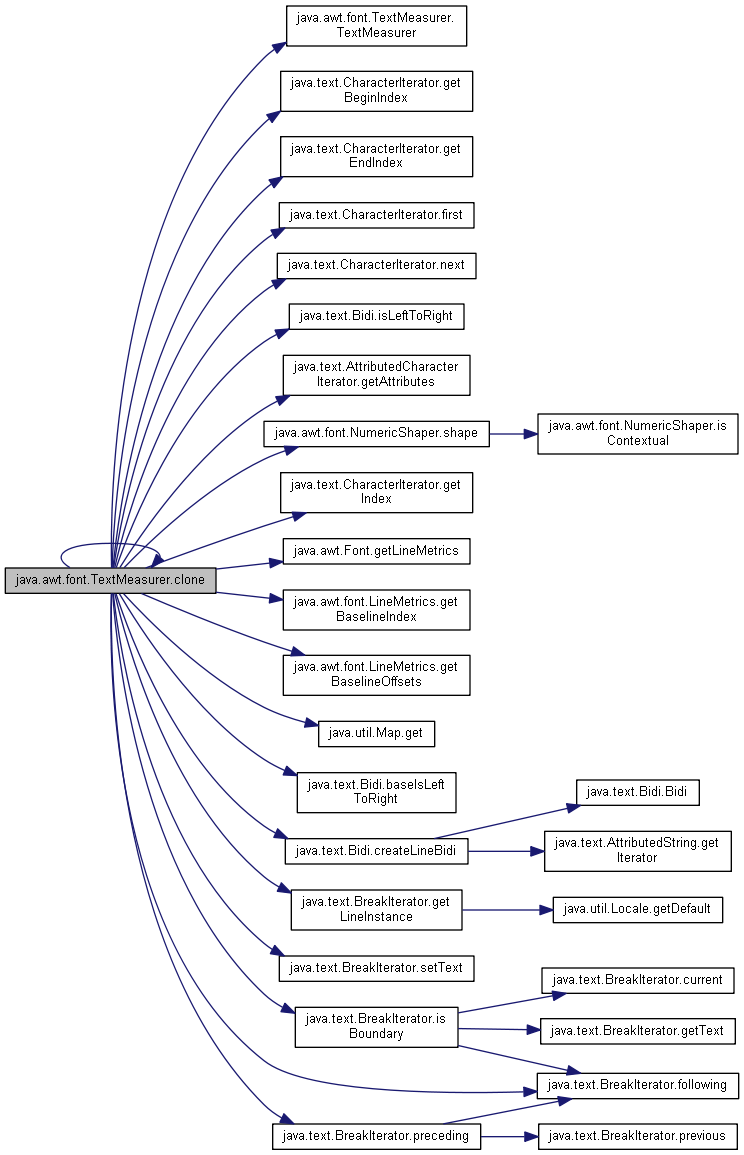 java.awt.font.TextMeasurer.
TextMeasurer
java.text.CharacterIterator.get
BeginIndex
java.text.CharacterIterator.get
EndIndex
java.text.CharacterIterator.first
java.text.CharacterIterator.next
java.text.Bidi.isLeftToRight
java.text.AttributedCharacter
Iterator.getAttributes
java.awt.font.NumericShaper.shape
java.awt.font.NumericShaper.is
Contextual
java.text.CharacterIterator.get
Index
java.awt.Font.getLineMetrics
java.awt.font.TextMeasurer.clone
java.awt.font.LineMetrics.get
BaselineIndex
java.awt.font.LineMetrics.get
BaselineOffsets
java.util.Map.get
java.text.Bidi.baseIsLeft
ToRight
java.text.Bidi.Bidi
java.text.Bidi.createLineBidi
java.text.AttributedString.get
Iterator
java.text.BreakIterator.get
LineInstance
java.util.Locale.getDefault
java.text.BreakIterator.setText
java.text.BreakIterator.current
java.text.BreakIterator.is
Boundary
java.text.BreakIterator.getText
java.text.BreakIterator.following
java.text.BreakIterator.preceding
java.text.BreakIterator.previous